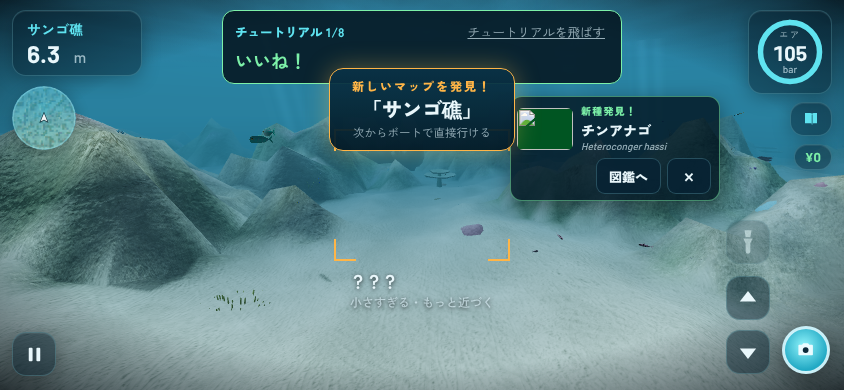 サンゴ礁
6.3 m
チュートリアル 1/8
チュートリアルを飛ばす
いいね！
新しいマップを発見！
「サンゴ礁」
次からボートで直接行ける
新種発見！
チンアナゴ
Heteroconger hassi
図鑑へ
×
エア
105
bar
¥0
？？？
小さすぎる・もっと近づく